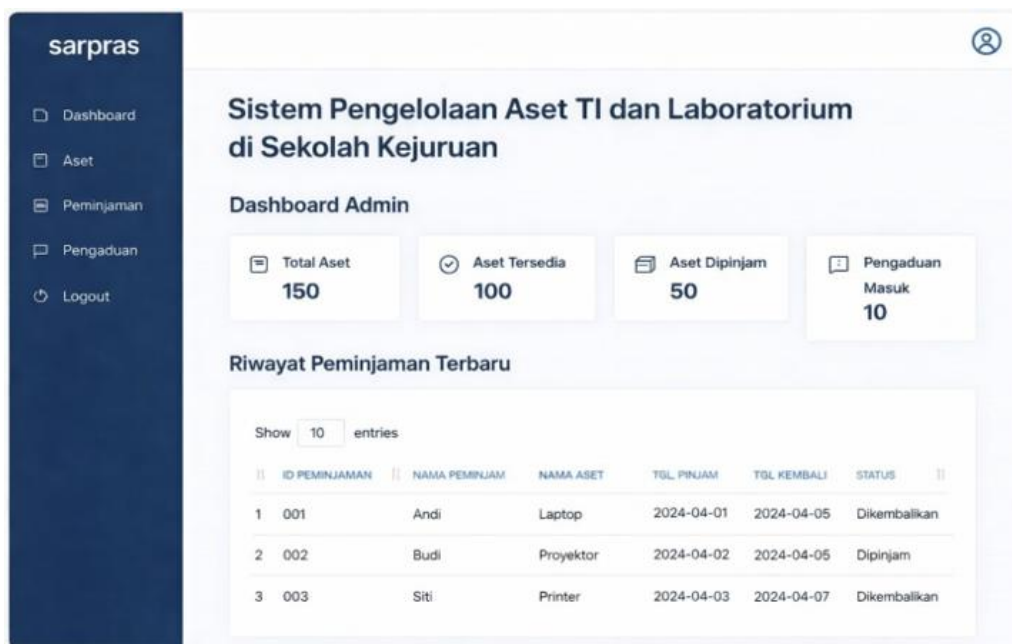 sarpras
Dashboard
Aset
Peminjaman
Pengaduan
Logout
Sistem Pengelolaan Aset TI dan Laboratorium
di Sekolah Kejuruan
Dashboard Admin
Total Aset
150
Aset Tersedia
100
Aset Dipinjam
50
Pengaduan
Masuk
10
Riwayat Peminjaman Terbaru
Show 10 entries
ID PEMINJAMAN NAMA PEMINJAM NAMA ASET TGL PINJAM TGL KEMBALI STATUS
1 001 Andi Laptop 2024-04-01 2024-04-05 Dikembalikan
2 002 Budi Proyektor 2024-04-02 2024-04-05 Dipinjam
3 003 Siti Printer 2024-04-03 2024-04-07 Dikembalikan